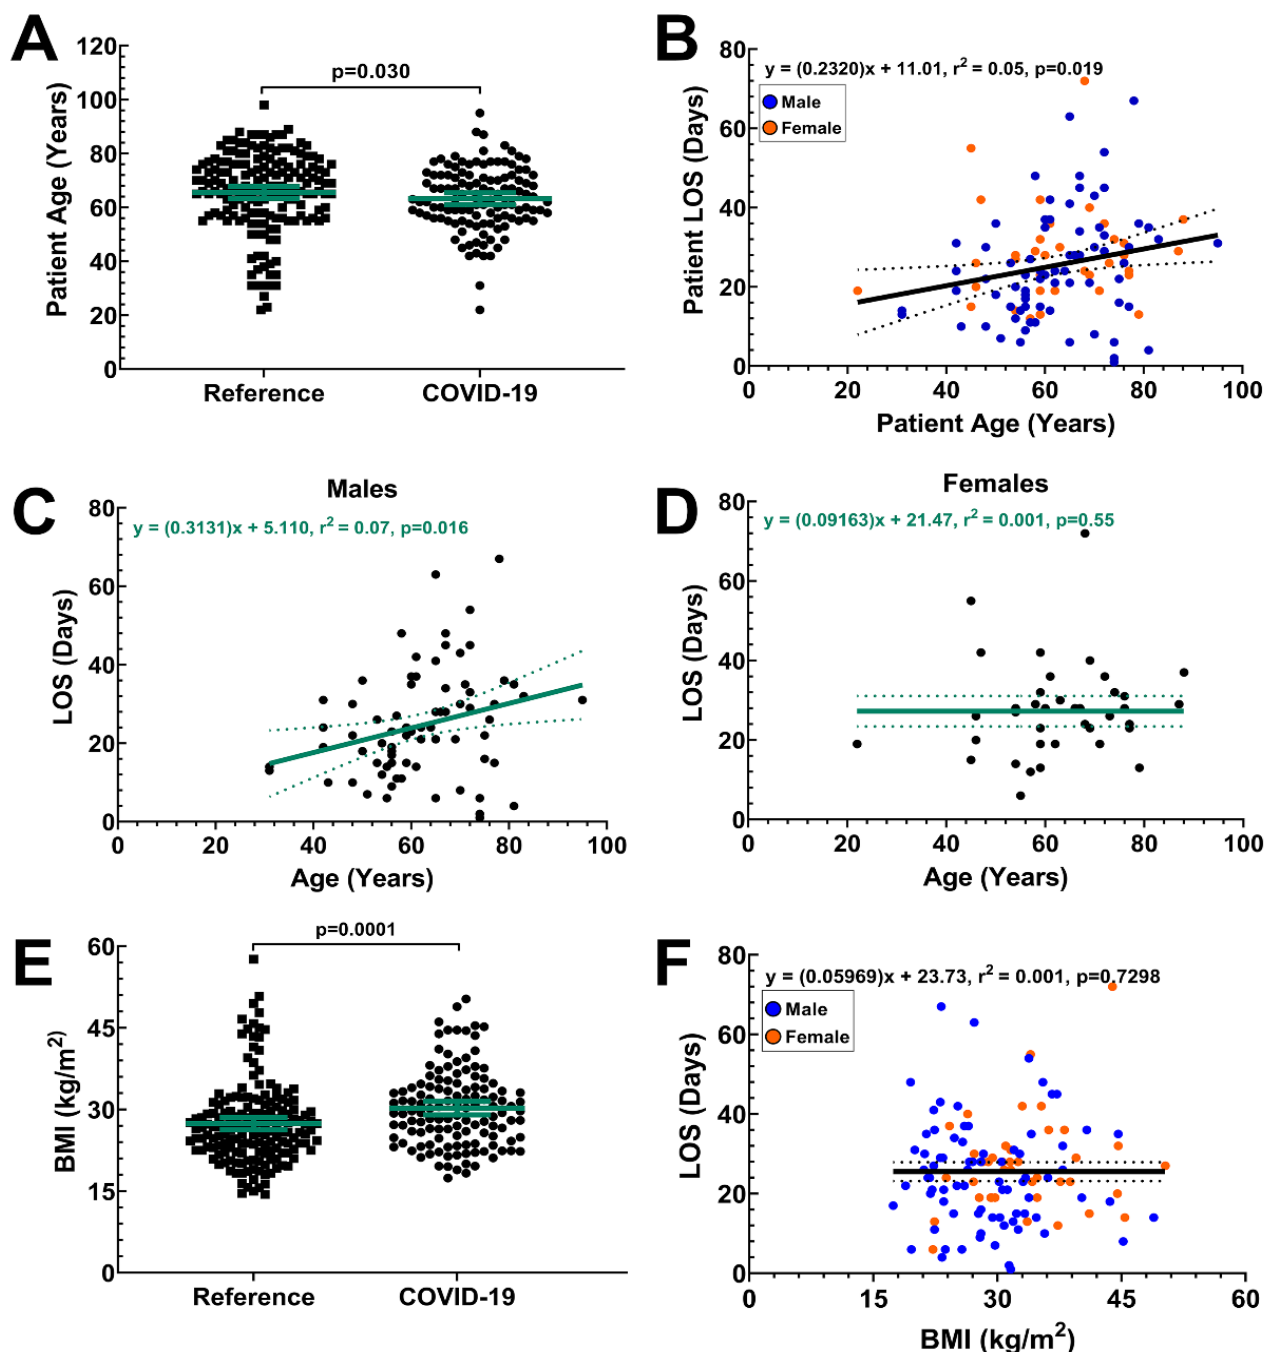 A
120
100
80
60
40
20
0
Patient Age (Years)
p=0.030
Reference
COVID-19
B
80
60
40
20
0
Patient LOS (Days)
y = (0.2320)x + 11.01, r² = 0.05, p=0.019
Male
Female
0 20 40 60 80 100
Patient Age (Years)
C
Males
80
60
40
20
0
LOS (Days)
y = (0.3131)x + 5.110, r² = 0.07, p=0.016
0 20 40 60 80 100
Age (Years)
D
Females
80
60
40
20
0
LOS (Days)
y = (0.09163)x + 21.47, r² = 0.001, p=0.55
0 20 40 60 80 100
Age (Years)
E
60
45
30
15
0
BMI (kg/m²)
p=0.0001
Reference
COVID-19
F
80
60
40
20
0
LOS (Days)
y = (0.05969)x + 23.73, r² = 0.001, p=0.7298
Male
Female
0 15 30 45 60
BMI (kg/m²)